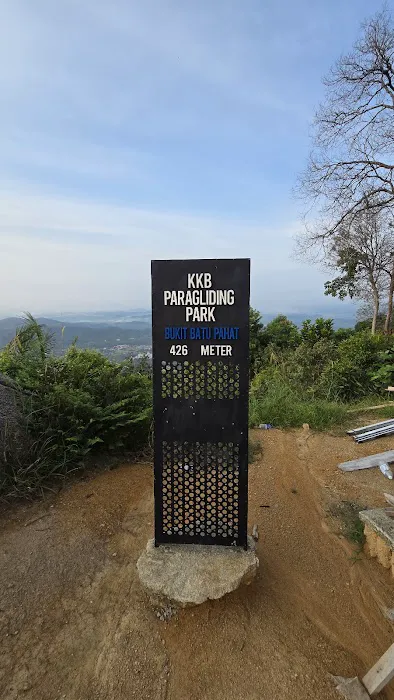 KKB
PARAGLIDING
PARK
BUKIT BATU PAHAT
426 METER